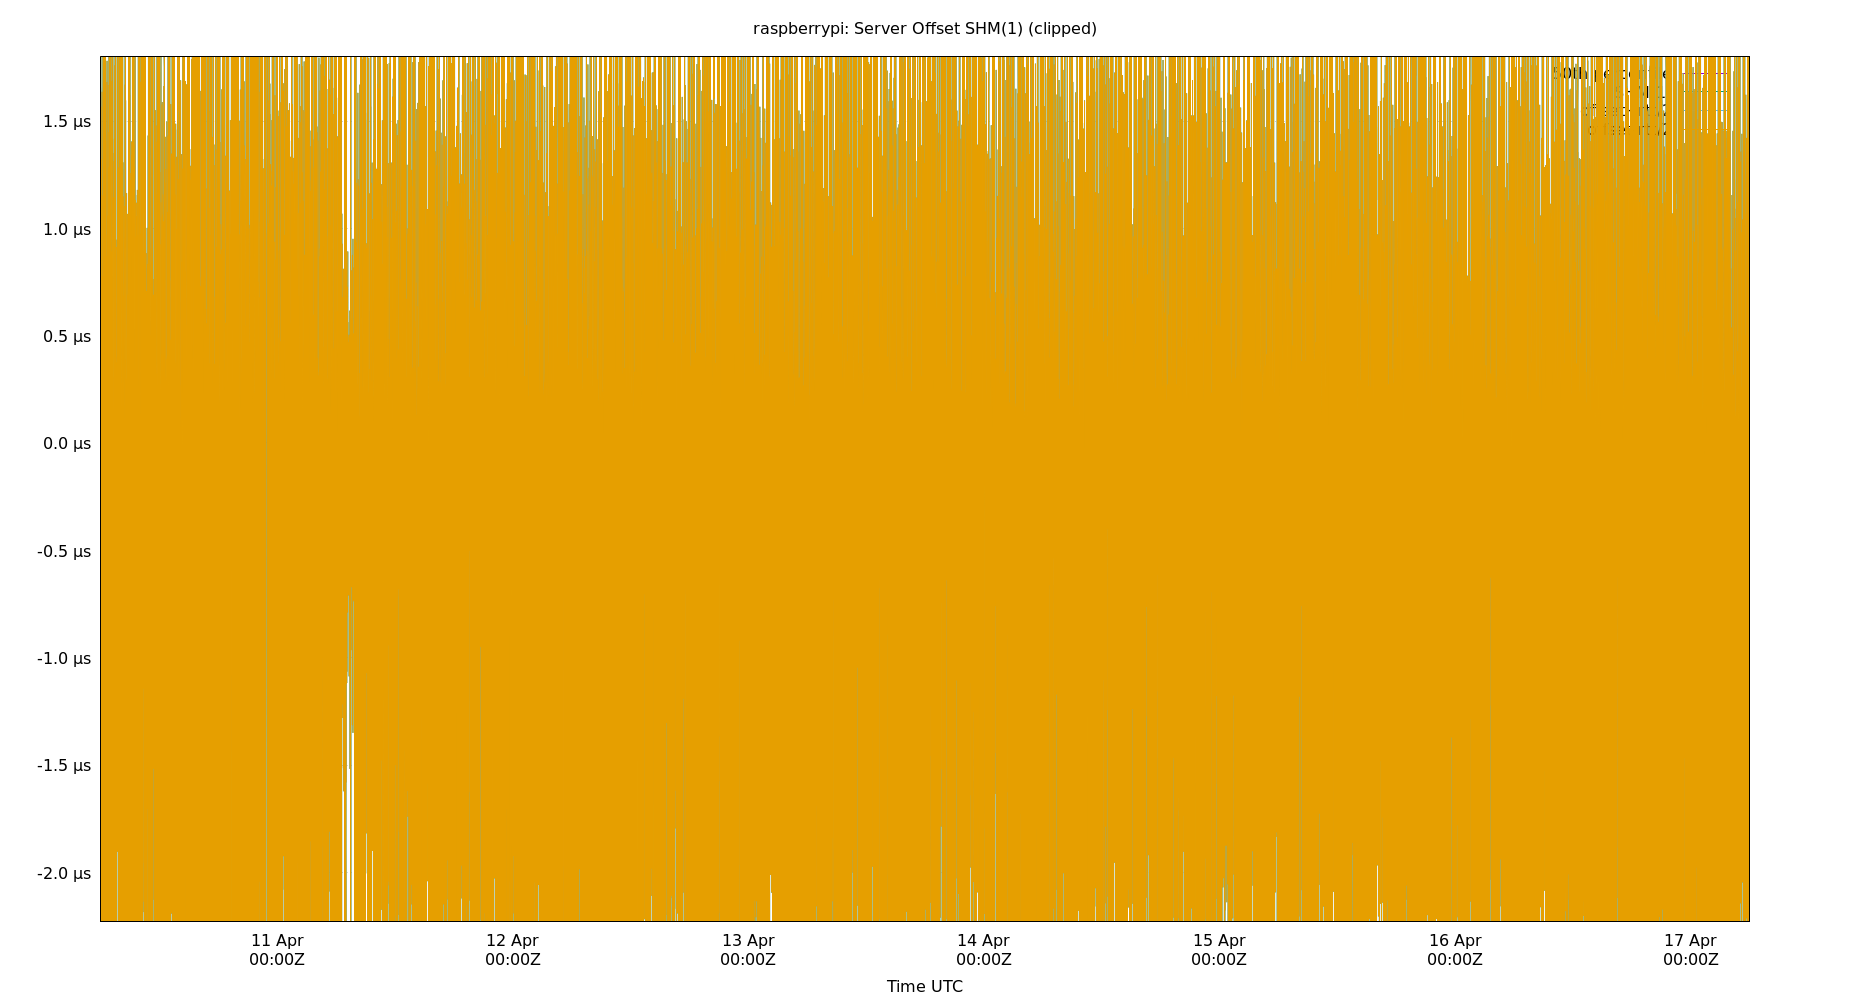 raspberrypi: Server Offset SHM(1) (clipped)
1.5 µs
1.0 µs
0.5 µs
0.0 µs
-0.5 µs
-1.0 µs
-1.5 µs
-2.0 µs
11 Apr 12 Apr 13 Apr 14 Apr 15 Apr 16 Apr 17 Apr
00:00Z 00:00Z 00:00Z 00:00Z 00:00Z 00:00Z 00:00Z
Time UTC